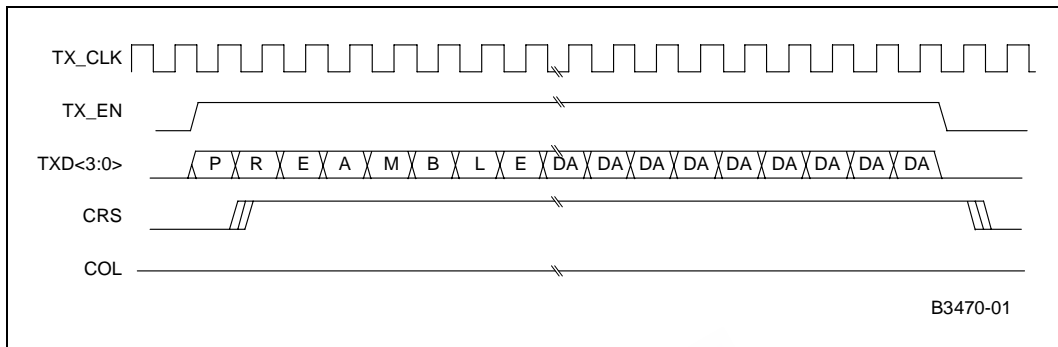 TX_CLK
TX_EN
TXD<3:0> P R E A M B L E DA DA DA DA DA DA DA DA DA
CRS
COL
B3470-01